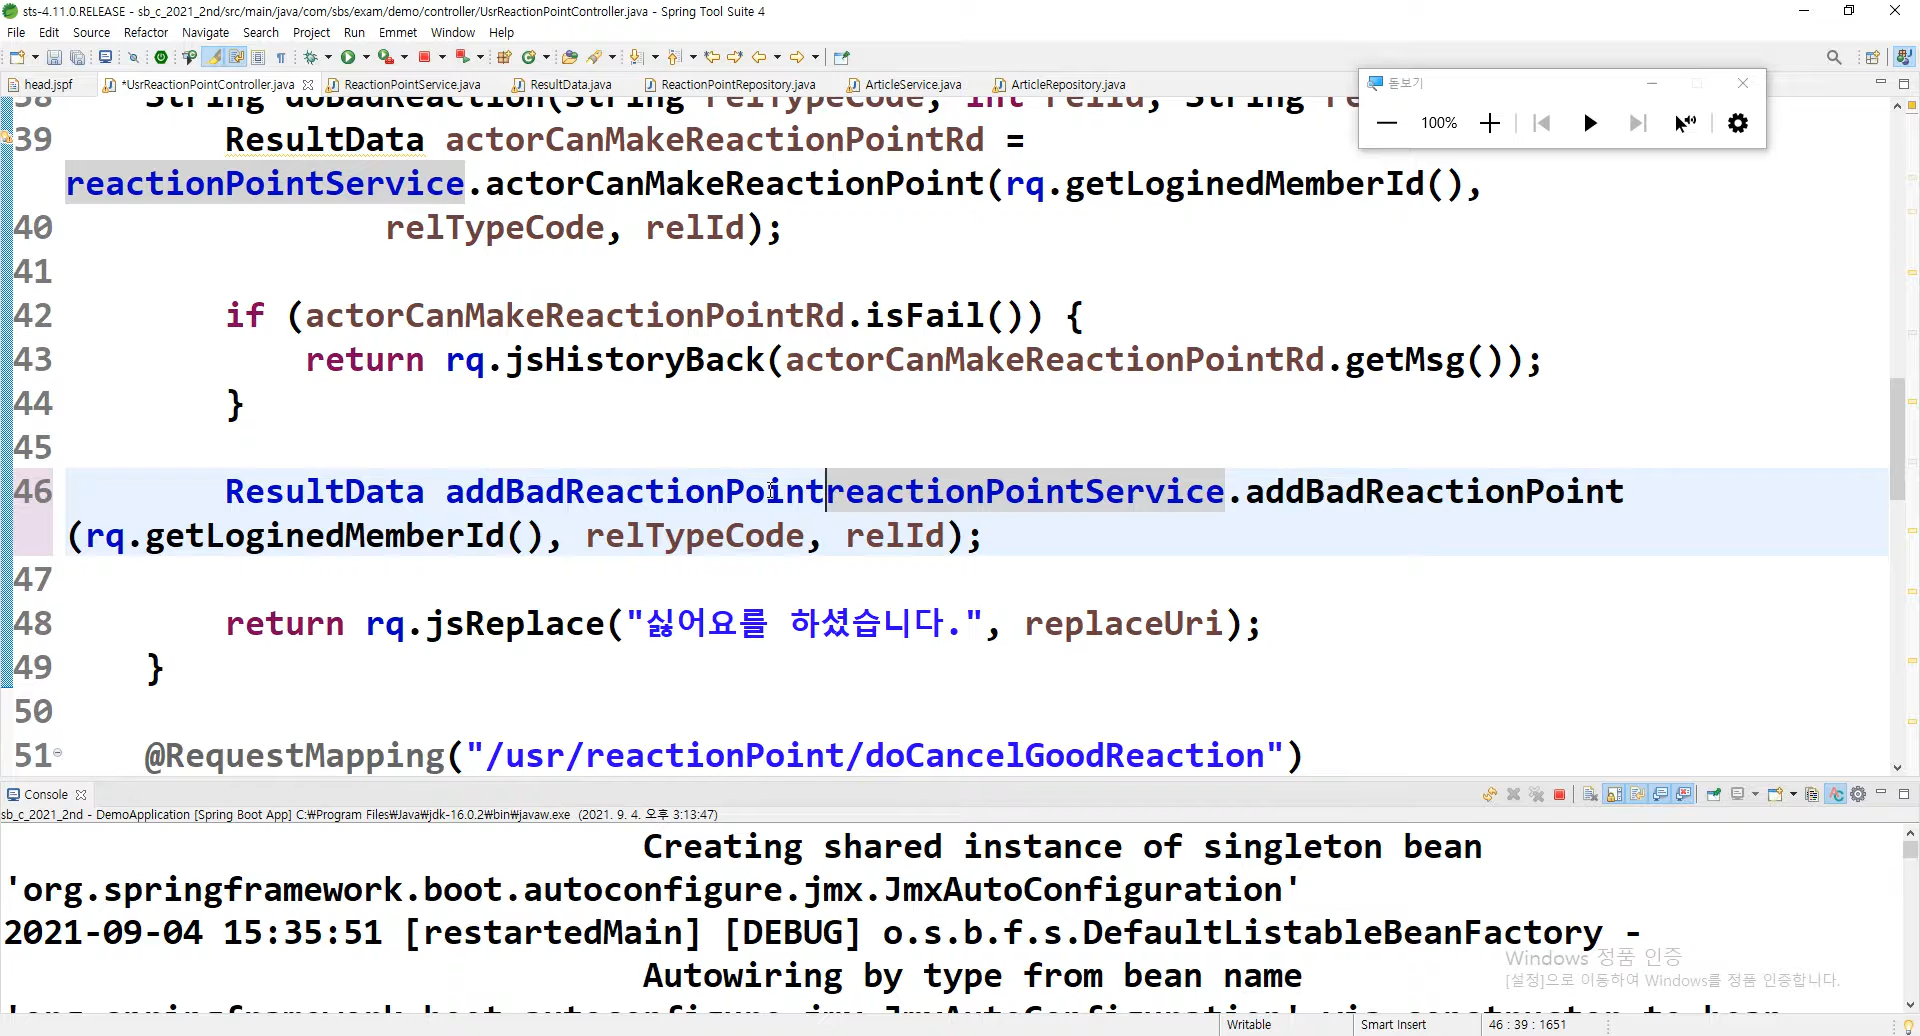 sts-4.11.0.RELEASE - sb_c_2021_2nd/src/main/java/com/sbs/exam/demo/controller/UsrReactionPointController.java - Spring Tool Suite 4
File Edit Source Refactor Navigate Search Project Run Emmet Window Help
head.jspf *UsrReactionPointController.java ReactionPointService.java ResultData.java ReactionPointRepository.java ArticleService.java ArticleRepository.java
돋보기
100%
38 String doBadReaction(String relTypeCode, int relId, String re
39 ResultData actorCanMakeReactionPointRd =
reactionPointService.actorCanMakeReactionPoint(rq.getLoginedMemberId(),
40 relTypeCode, relId);
41
42 if (actorCanMakeReactionPointRd.isFail()) {
43 return rq.jsHistoryBack(actorCanMakeReactionPointRd.getMsg());
44 }
45
46 ResultData addBadReactionPointreactionPointService.addBadReactionPoint
(rq.getLoginedMemberId(), relTypeCode, relId);
47
48 return rq.jsReplace("싫어요를 하셨습니다.", replaceUri);
49 }
50
51 @RequestMapping("/usr/reactionPoint/doCancelGoodReaction")
Console
sb_c_2021_2nd - DemoApplication [Spring Boot App] C:₩Program Files₩Java₩jdk-16.0.2₩bin₩javaw.exe (2021. 9. 4. 오후 3:13:47)
Creating shared instance of singleton bean
'org.springframework.boot.autoconfigure.jmx.JmxAutoConfiguration'
2021-09-04 15:35:51 [restartedMain] [DEBUG] o.s.b.f.s.DefaultListableBeanFactory -
Autowiring by type from bean name
Windows 정품 인증
[설정]으로 이동하여 Windows를 정품 인증합니다.
Writable Smart Insert 46 : 39 : 1651